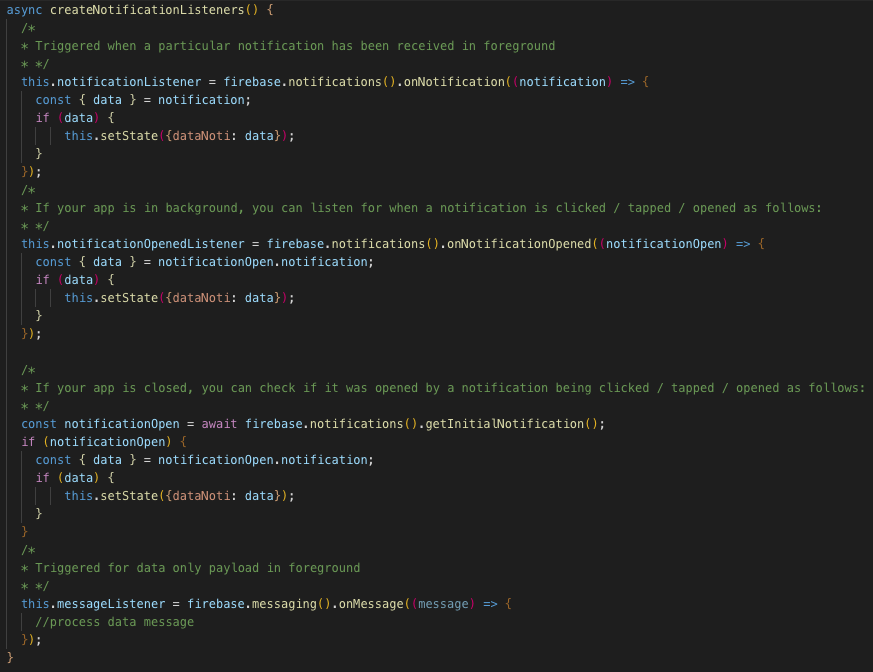 async createNotificationListeners() {
/*
* Triggered when a particular notification has been received in foreground
* */
this.notificationListener = firebase.notifications().onNotification((notification) => {
const { data } = notification;
if (data) {
this.setState({dataNoti: data});
}
});
/*
* If your app is in background, you can listen for when a notification is clicked / tapped / opened as follows:
* */
this.notificationOpenedListener = firebase.notifications().onNotificationOpened((notificationOpen) => {
const { data } = notificationOpen.notification;
if (data) {
this.setState({dataNoti: data});
}
});
/*
* If your app is closed, you can check if it was opened by a notification being clicked / tapped / opened as follows:
* */
const notificationOpen = await firebase.notifications().getInitialNotification();
if (notificationOpen) {
const { data } = notificationOpen.notification;
if (data) {
this.setState({dataNoti: data});
}
}
/*
* Triggered for data only payload in foreground
* */
this.messageListener = firebase.messaging().onMessage((message) => {
//process data message
});
}